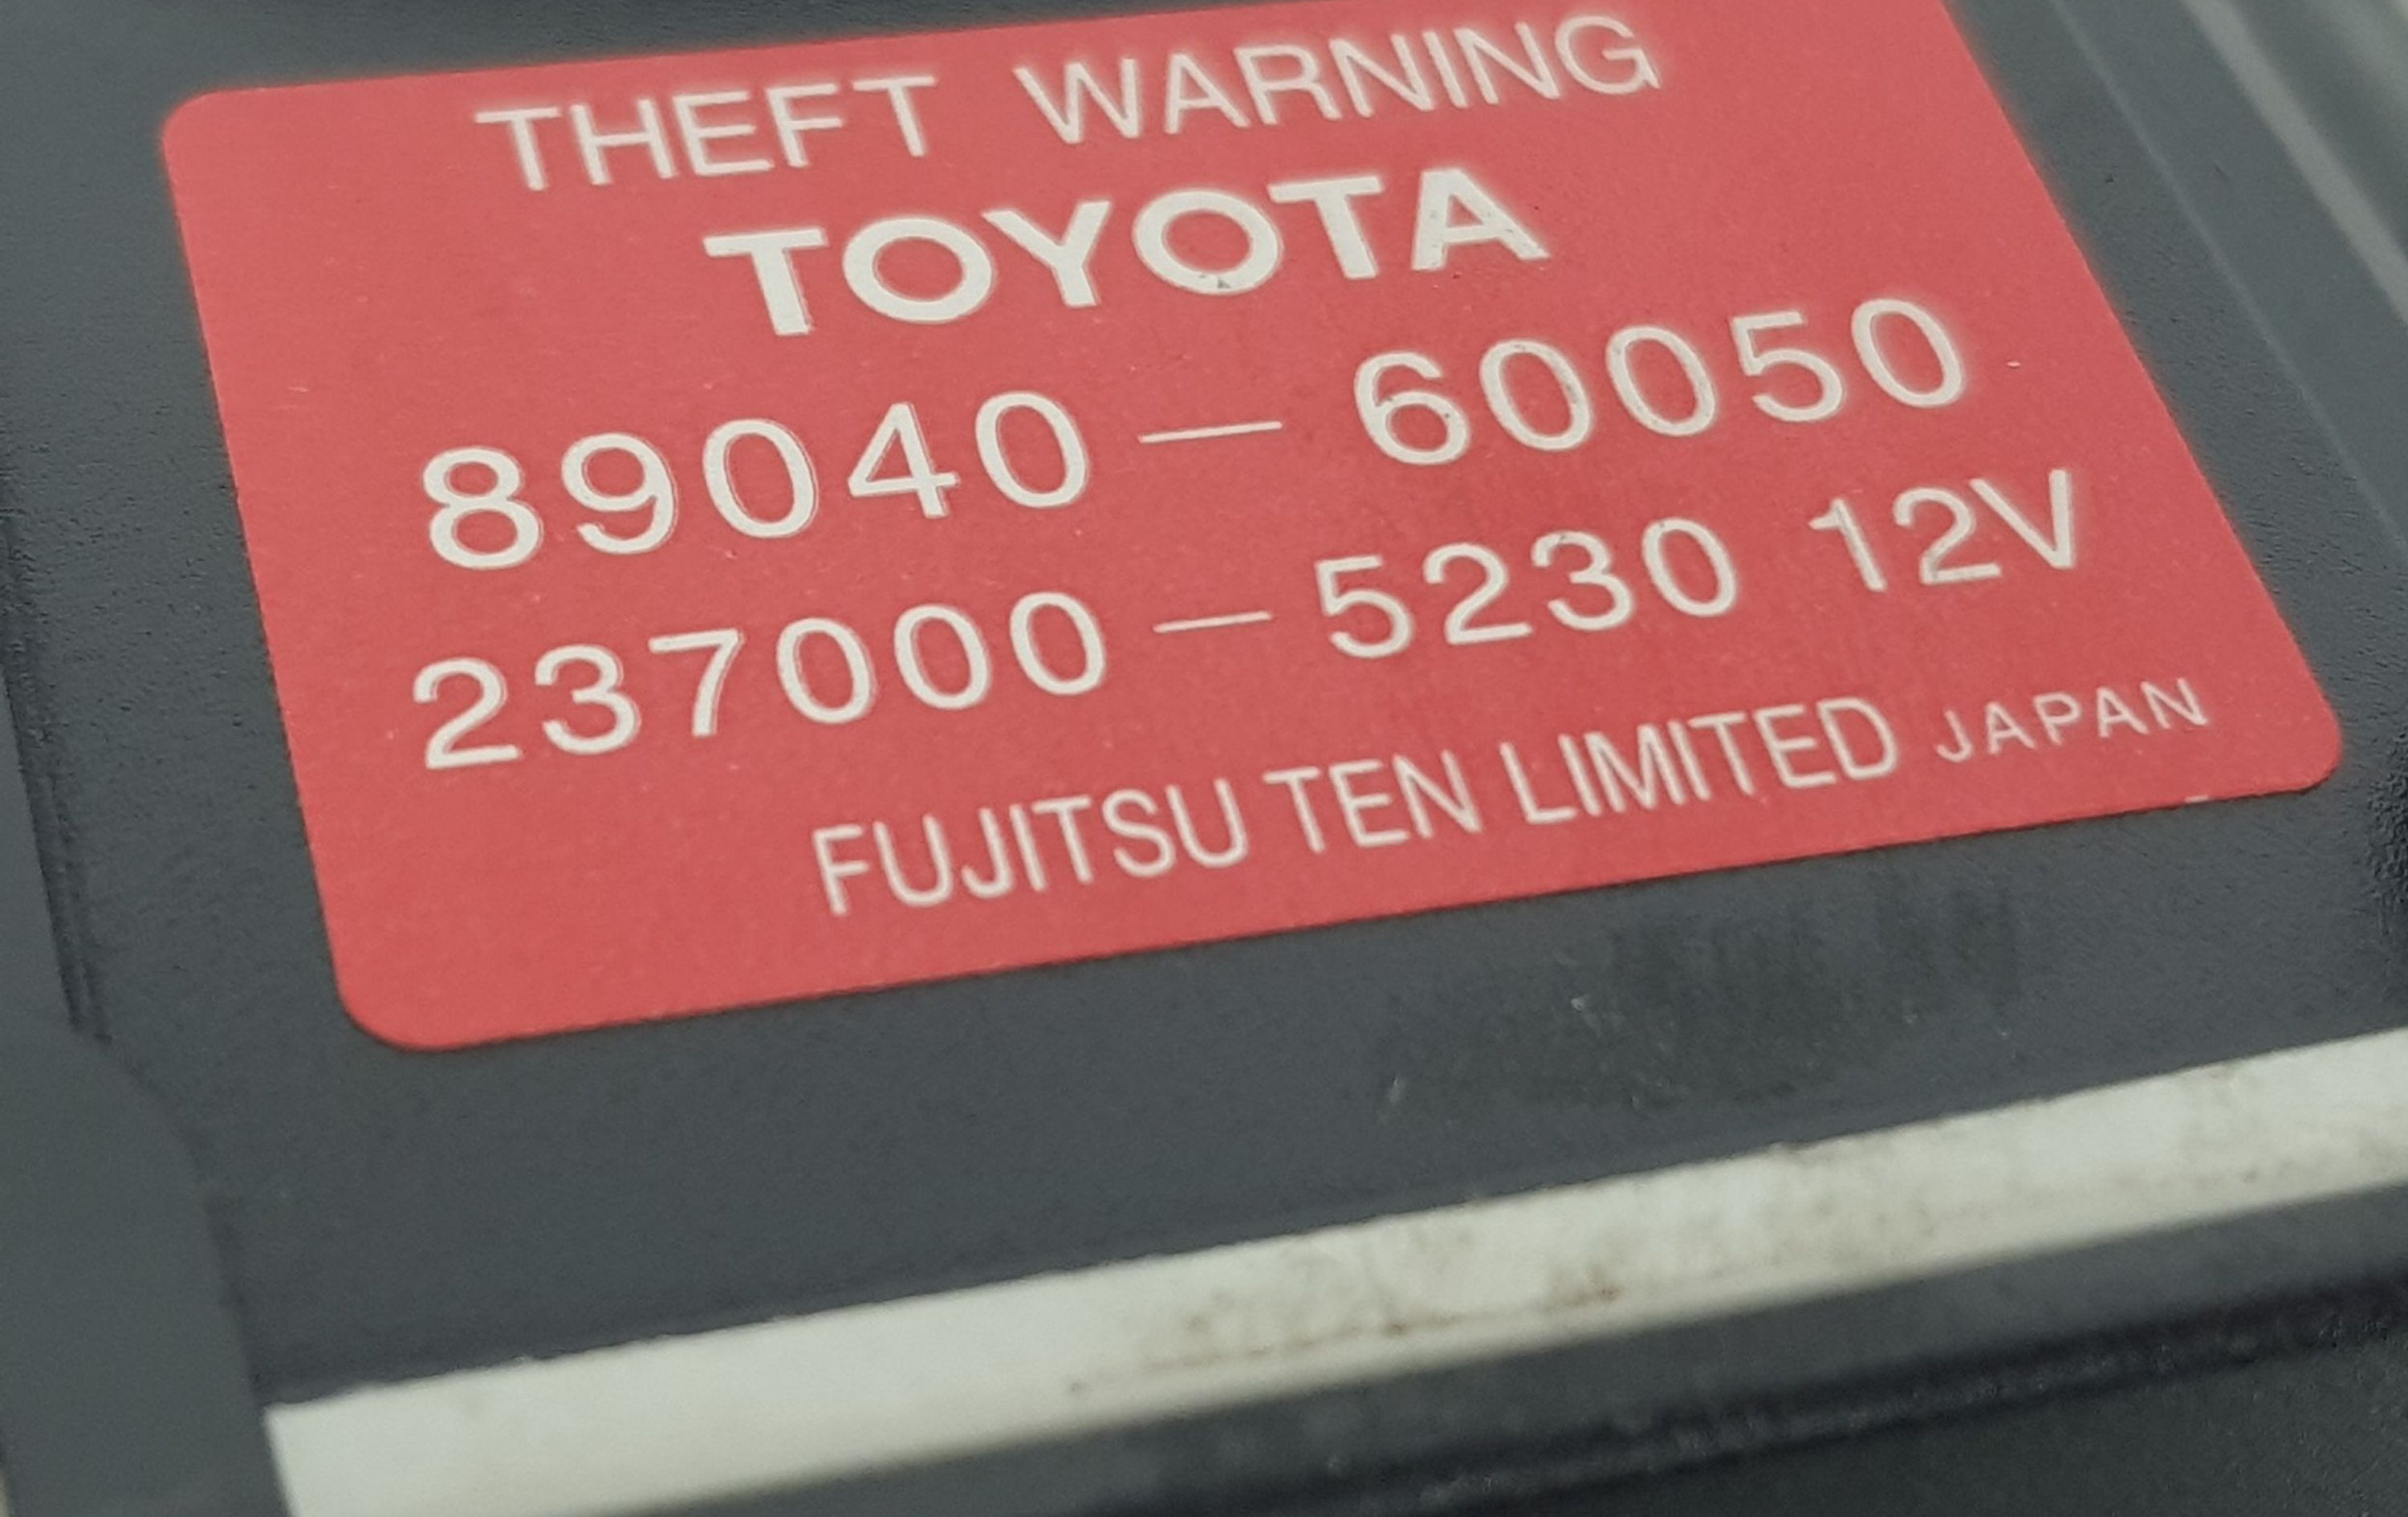 THEFT WARNING
TOYOTA
89040-60050
237000-5230 12V
FUJITSU TEN LIMITED JAPAN